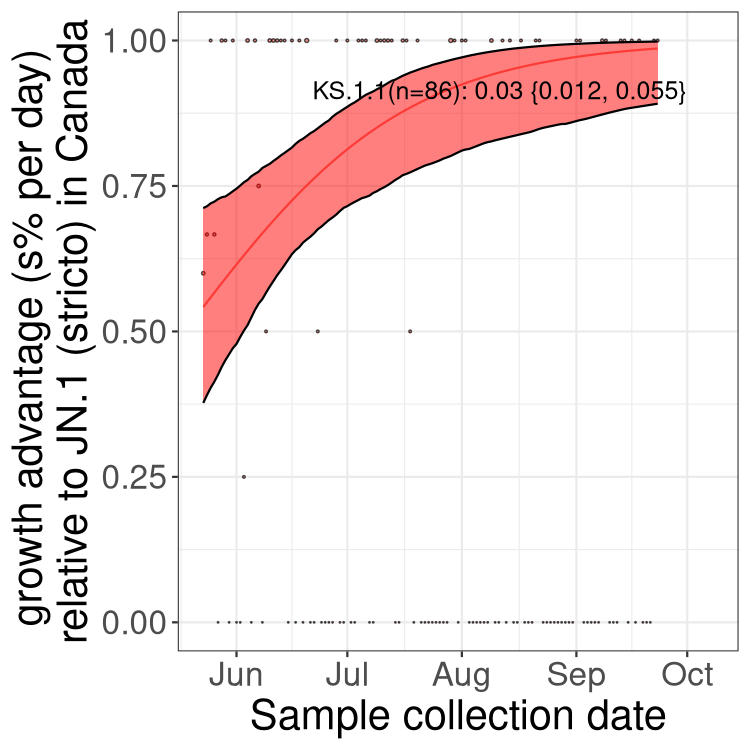 growth advantage (s% per day)
relative to JN.1 (stricto) in Canada
1.00
0.75
0.50
0.25
0.00
KS.1.1(n=86): 0.03 {0.012, 0.055}
Jun Jul Aug Sep Oct
Sample collection date